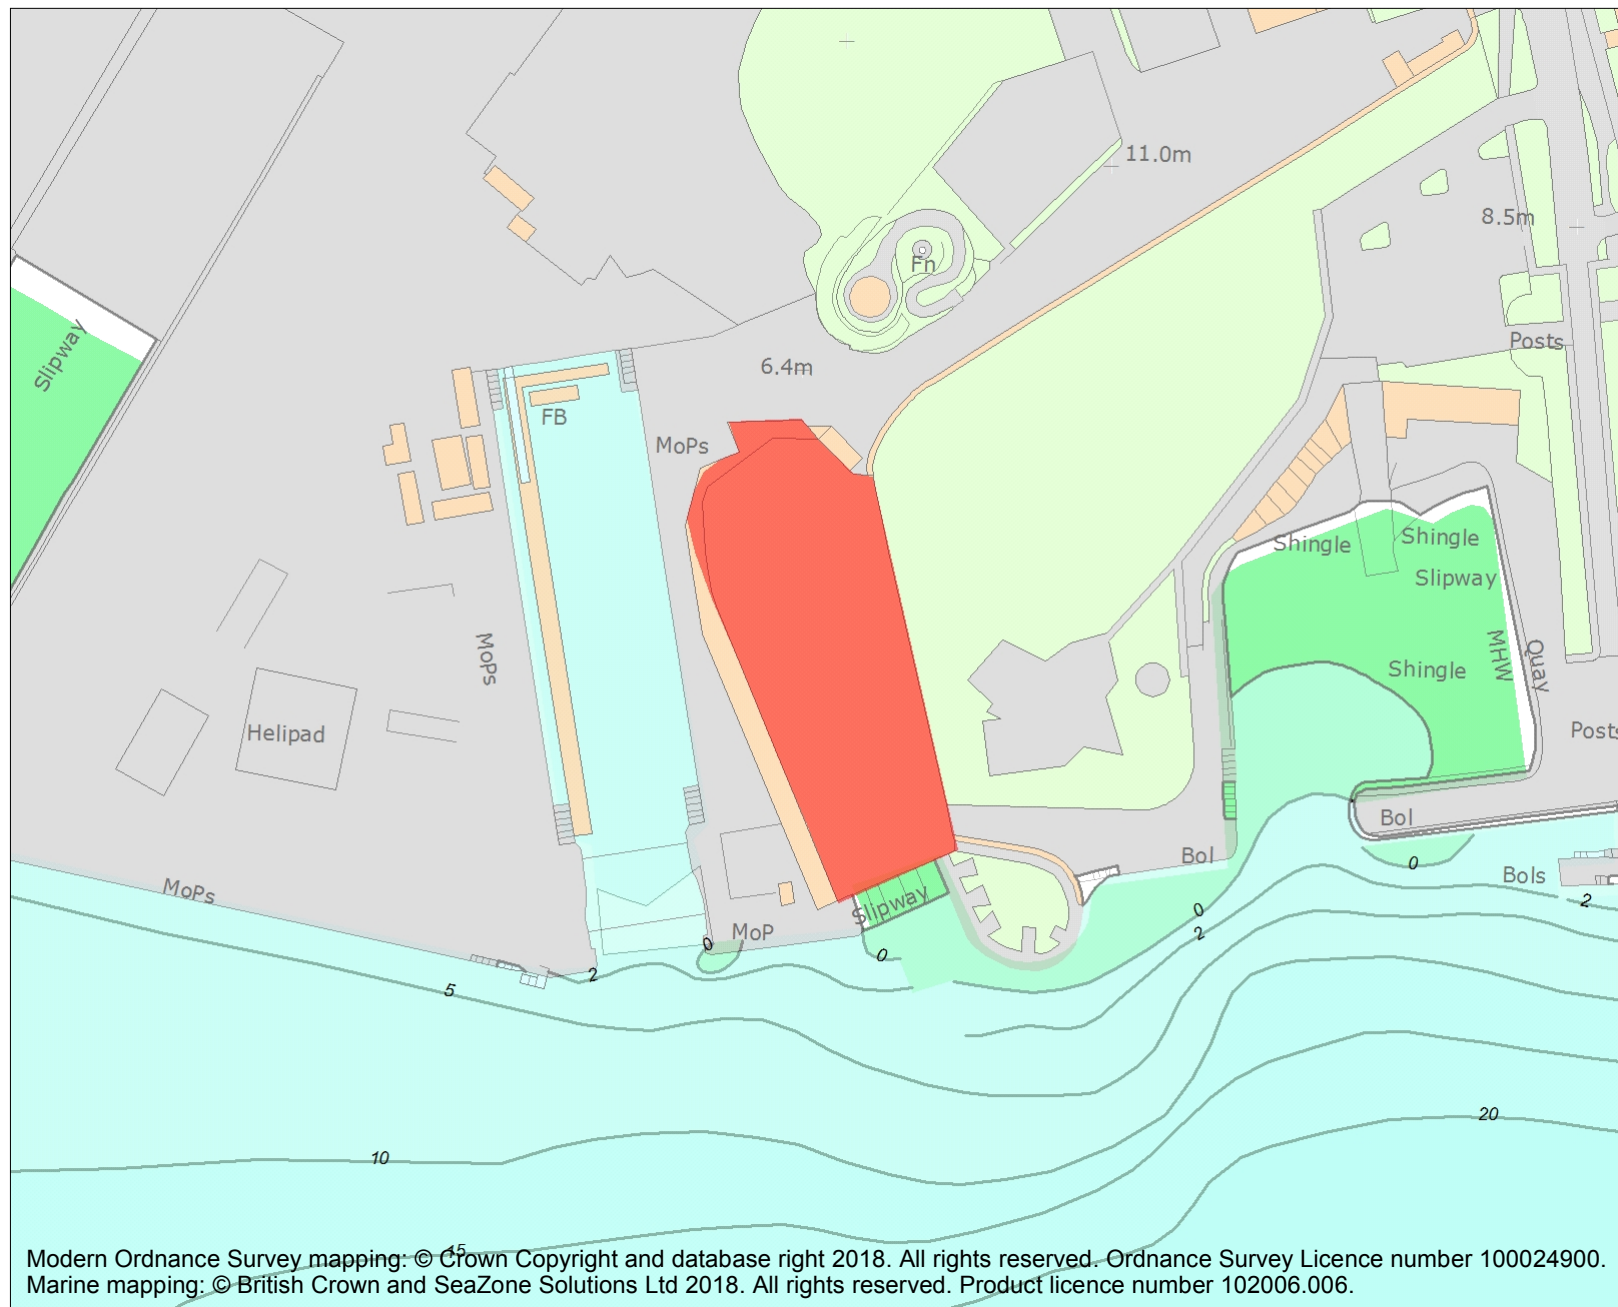 11.0m
8.5m
Fn
Slipway
Posts
6.4m
FB
MoPs
Shingle
Shingle
Slipway
MoPs
MHW
Quay
Shingle
Helipad
Posts
Bol
Bol
0
Bols
MoPs
Slipway
2
0
2
MoP
0
0
2
5
20
10
15
Modern Ordnance Survey mapping: © Crown Copyright and database right 2018. All rights reserved. Ordnance Survey Licence number 100024900.
Marine mapping: © British Crown and SeaZone Solutions Ltd 2018. All rights reserved. Product licence number 102006.006.